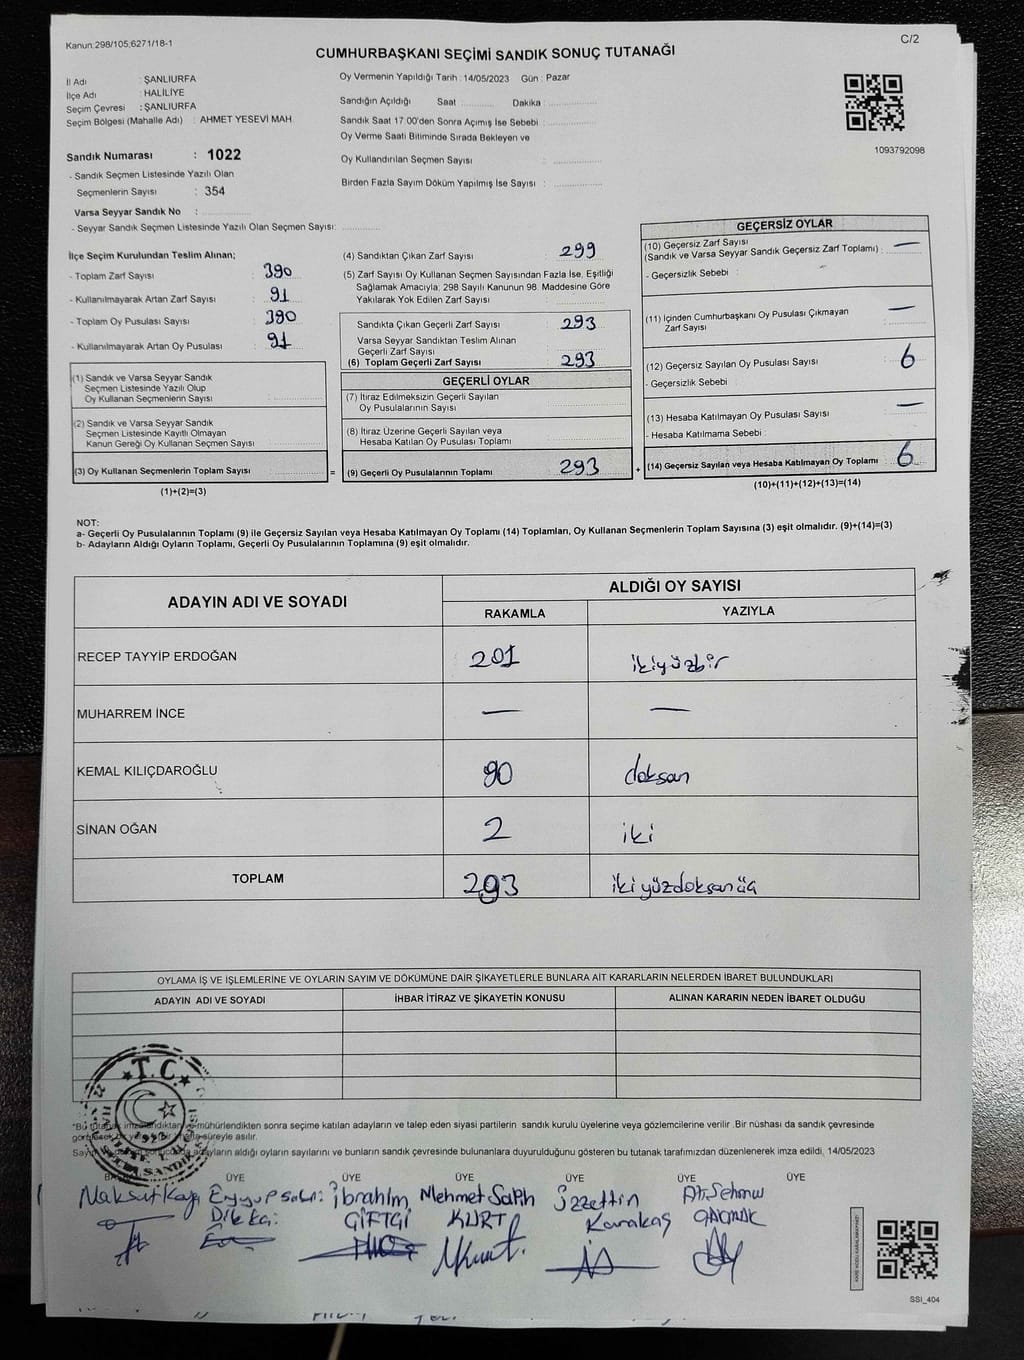 Kanun:298/105;6271/18-1
C/2
CUMHURBAŞKANI SEÇİMİ SANDIK SONUÇ TUTANAĞI
İl Adı : ŞANLIURFA
İlçe Adı : HALİLİYE
Seçim Çevresi : ŞANLIURFA
Seçim Bölgesi (Mahalle Adı) : AHMET YESEVİ MAH
Sandık Numarası : 1022
- Sandık Seçmen Listesinde Yazılı Olan
Seçmenlerin Sayısı : 354
Varsa Seyyar Sandık No :
- Seyyar Sandık Seçmen Listesinde Yazılı Olan Seçmen Sayısı:
Oy Vermenin Yapıldığı Tarih : 14/05/2023 Gün : Pazar
Sandığın Açıldığı Saat Dakika
Sandık Saat 17:00'den Sonra Açılmış İse Sebebi :
Oy Verme Saati Bitiminde Sırada Bekleyen ve
Oy Kullandırılan Seçmen Sayısı :
Birden Fazla Sayım Döküm Yapılmış İse Sayısı :
1093792098
İlçe Seçim Kurulundan Teslim Alınan;
- Toplam Zarf Sayısı : 390
- Kullanılmayarak Artan Zarf Sayısı : 91
- Toplam Oy Pusulası Sayısı : 390
- Kullanılmayarak Artan Oy Pusulası : 91
(1) Sandık ve Varsa Seyyar Sandık
Seçmen Listesinde Yazılı Olup
Oy Kullanan Seçmenlerin Sayısı :
(2) Sandık ve Varsa Seyyar Sandık
Seçmen Listesinde Kayıtlı Olmayan
Kanun Gereği Oy Kullanan Seçmen Sayısı :
(3) Oy Kullanan Seçmenlerin Toplam Sayısı :
(1)+(2)=(3)
=
(4) Sandıktan Çıkan Zarf Sayısı : 299
(5) Zarf Sayısı Oy Kullanan Seçmen Sayısından Fazla İse, Eşitliği
Sağlamak Amacıyla; 298 Sayılı Kanunun 98. Maddesine Göre
Yakılarak Yok Edilen Zarf Sayısı :
Sandıkta Çıkan Geçerli Zarf Sayısı : 293
Varsa Seyyar Sandıktan Teslim Alınan
Geçerli Zarf Sayısı :
(6) Toplam Geçerli Zarf Sayısı : 293
GEÇERLİ OYLAR
(7) İtiraz Edilmeksizin Geçerli Sayılan
Oy Pusulalarının Sayısı :
(8) İtiraz Üzerine Geçerli Sayılan veya
Hesaba Katılan Oy Pusulası Toplamı :
(9) Geçerli Oy Pusulalarının Toplamı : 293
+
GEÇERSİZ OYLAR
(10) Geçersiz Zarf Sayısı
(Sandık ve Varsa Seyyar Sandık Geçersiz Zarf Toplamı) : —
- Geçersizlik Sebebi :
(11) İçinden Cumhurbaşkanı Oy Pusulası Çıkmayan
Zarf Sayısı : —
(12) Geçersiz Sayılan Oy Pusulası Sayısı : 6
- Geçersizlik Sebebi :
(13) Hesaba Katılmayan Oy Pusulası Sayısı : —
- Hesaba Katılmama Sebebi :
(14) Geçersiz Sayılan veya Hesaba Katılmayan Oy Toplamı : 6
(10)+(11)+(12)+(13)=(14)
NOT:
a- Geçerli Oy Pusulalarının Toplamı (9) ile Geçersiz Sayılan veya Hesaba Katılmayan Oy Toplamı (14) Toplamları, Oy Kullanan Seçmenlerin Toplam Sayısına (3) eşit olmalıdır. (9)+(14)=(3)
b- Adayların Aldığı Oyların Toplamı, Geçerli Oy Pusulalarının Toplamına (9) eşit olmalıdır.
ADAYIN ADI VE SOYADI ALDIĞI OY SAYISI
RAKAMLA YAZIYLA
RECEP TAYYİP ERDOĞAN 201 ikiyüzbir
MUHARREM İNCE — —
KEMAL KILIÇDAROĞLU 90 doksan
SİNAN OĞAN 2 iki
TOPLAM 293 ikiyüzdoksanüç
OYLAMA İŞ VE İŞLEMLERİNE VE OYLARIN SAYIM VE DÖKÜMÜNE DAİR ŞİKAYETLERLE BUNLARA AİT KARARLARIN NELERDEN İBARET BULUNDUKLARI
ADAYIN ADI VE SOYADI İHBAR İTİRAZ VE ŞİKAYETİN KONUSU ALINAN KARARIN NEDEN İBARET OLDUĞU
T.C.
*Bu tutanak imzalandıktan ve mühürlendikten sonra seçime katılan adayların ve talep eden siyasi partilerin sandık kurulu üyelerine veya gözlemcilerine verilir. Bir nüshası da sandık çevresinde
süreyle asılır.
adayların aldığı oyların sayılarını ve bunların sandık çevresinde bulunanlara duyurulduğunu gösteren bu tutanak tarafımızdan düzenlenerek imza edildi. 14/05/2023
ÜYE ÜYE ÜYE ÜYE ÜYE
Maksut Kaya Eyyup sabri İbrahim Mehmet Salih İzzettin
ÇİFTÇİ KURT Karakaş
SSI_404